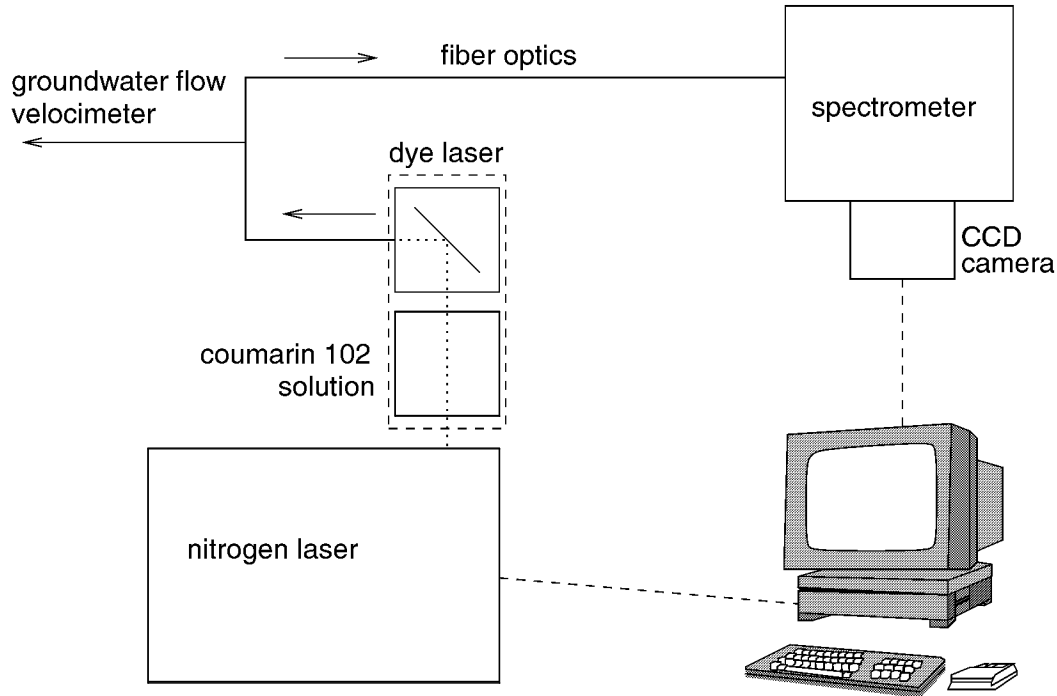 fiber optics
groundwater flow
velocimeter
spectrometer
dye laser
CCD
camera
coumarin 102
solution
nitrogen laser